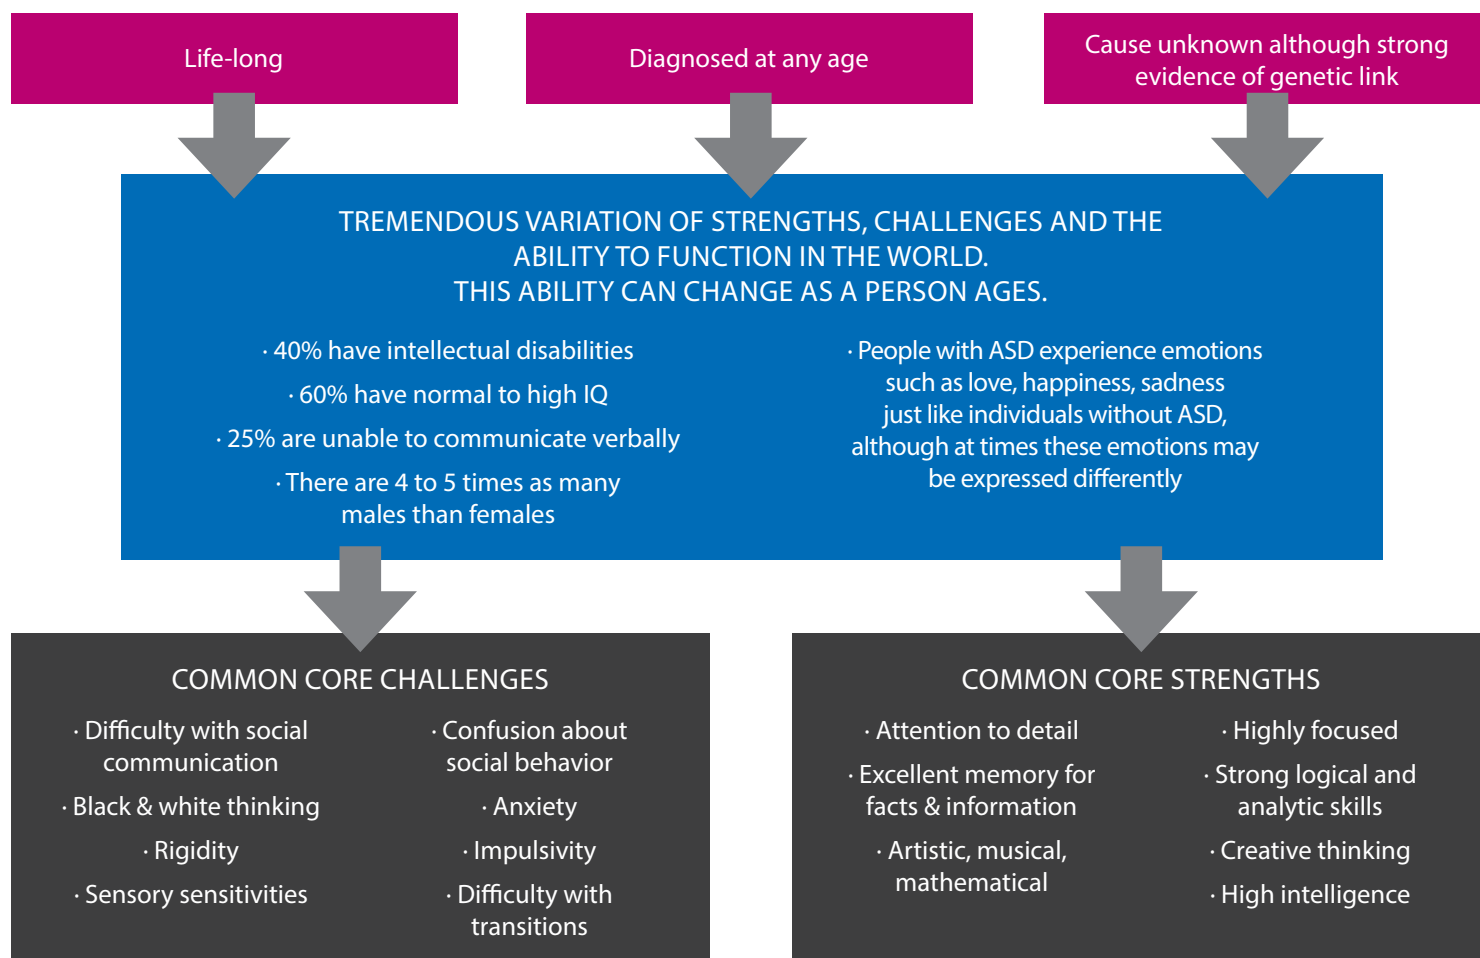 Life-long
Diagnosed at any age
Cause unknown although strong
evidence of genetic link
TREMENDOUS VARIATION OF STRENGTHS, CHALLENGES AND THE
ABILITY TO FUNCTION IN THE WORLD.
THIS ABILITY CAN CHANGE AS A PERSON AGES.
· 40% have intellectual disabilities
· 60% have normal to high IQ
· 25% are unable to communicate verbally
· There are 4 to 5 times as many
males than females
· People with ASD experience emotions
such as love, happiness, sadness
just like individuals without ASD,
although at times these emotions may
be expressed differently
COMMON CORE CHALLENGES
· Difficulty with social
communication
· Black & white thinking
· Rigidity
· Sensory sensitivities
· Confusion about
social behavior
· Anxiety
· Impulsivity
· Difficulty with
transitions
COMMON CORE STRENGTHS
· Attention to detail
· Excellent memory for
facts & information
· Artistic, musical,
mathematical
· Highly focused
· Strong logical and
analytic skills
· Creative thinking
· High intelligence